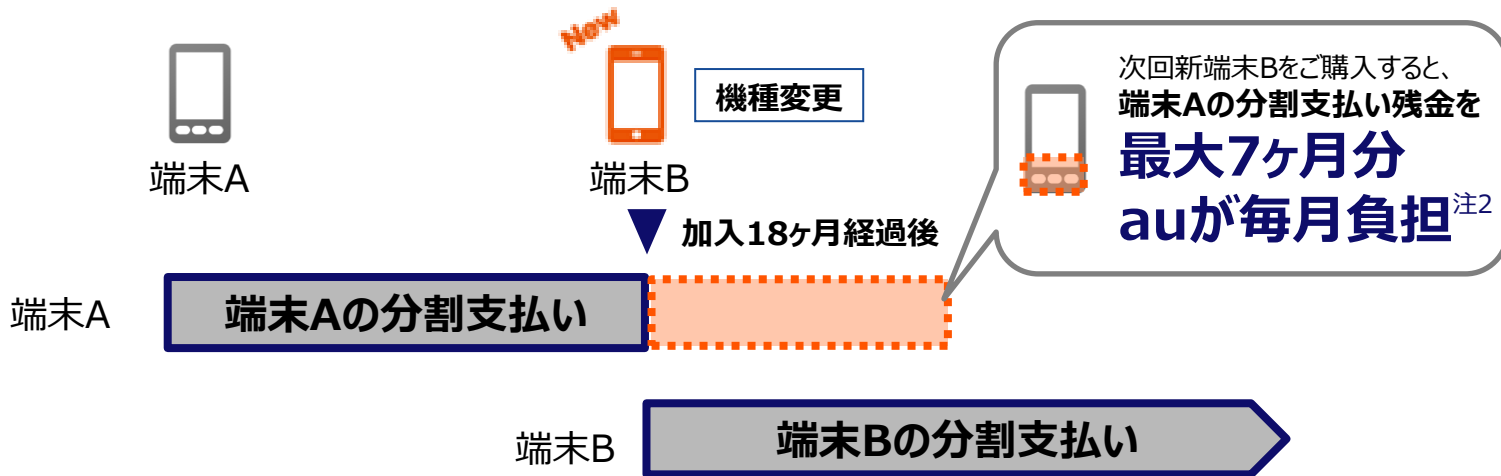 New
機種変更
端末A
端末B
次回新端末Bをご購入すると、
端末Aの分割支払い残金を
最大7ヶ月分
auが毎月負担注2
加入18ヶ月経過後
端末A
端末Aの分割支払い
端末B
端末Bの分割支払い